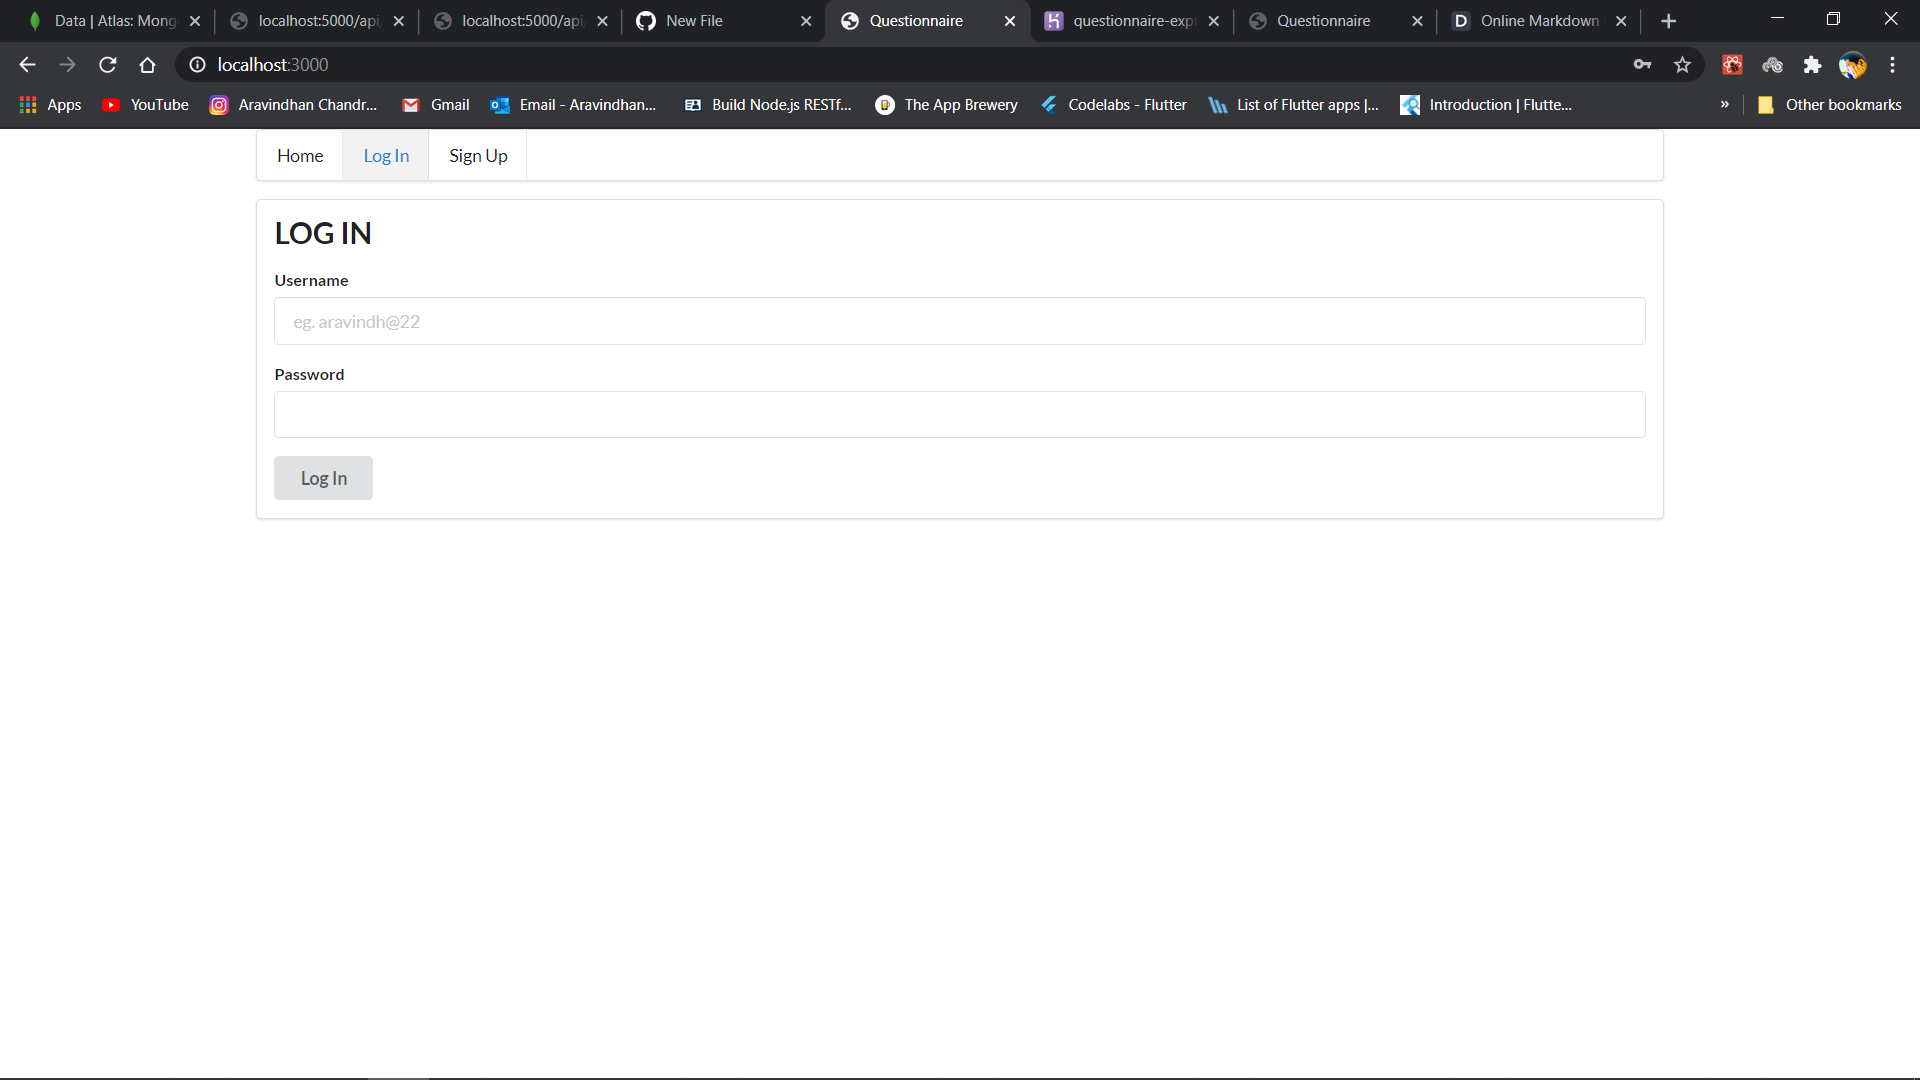 Data | Atlas: Mong
localhost:5000/api
localhost:5000/api
New File
Questionnaire
questionnaire-exp
Questionnaire
D Online Markdown
localhost:3000
Apps YouTube Aravindhan Chandr... Gmail Email - Aravindhan... Build Node.js RESTf... The App Brewery Codelabs - Flutter List of Flutter apps |... Introduction | Flutte... » Other bookmarks
Home Log In Sign Up
LOG IN
Username
eg. aravindh@22
Password
Log In